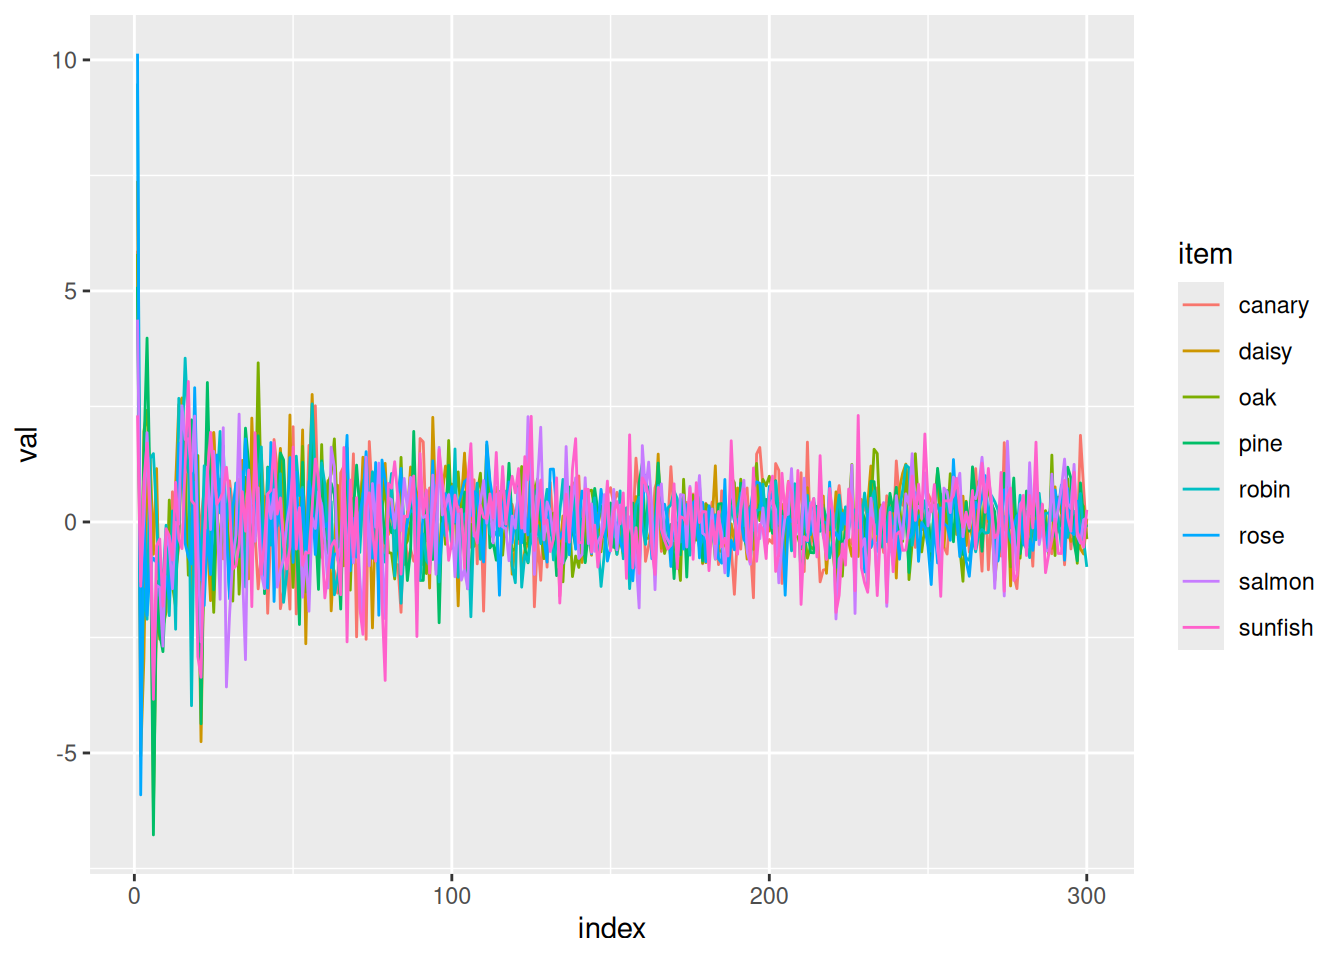 10
5
0
-5
val
0 100 200 300
index
item
canary
daisy
oak
pine
robin
rose
salmon
sunfish